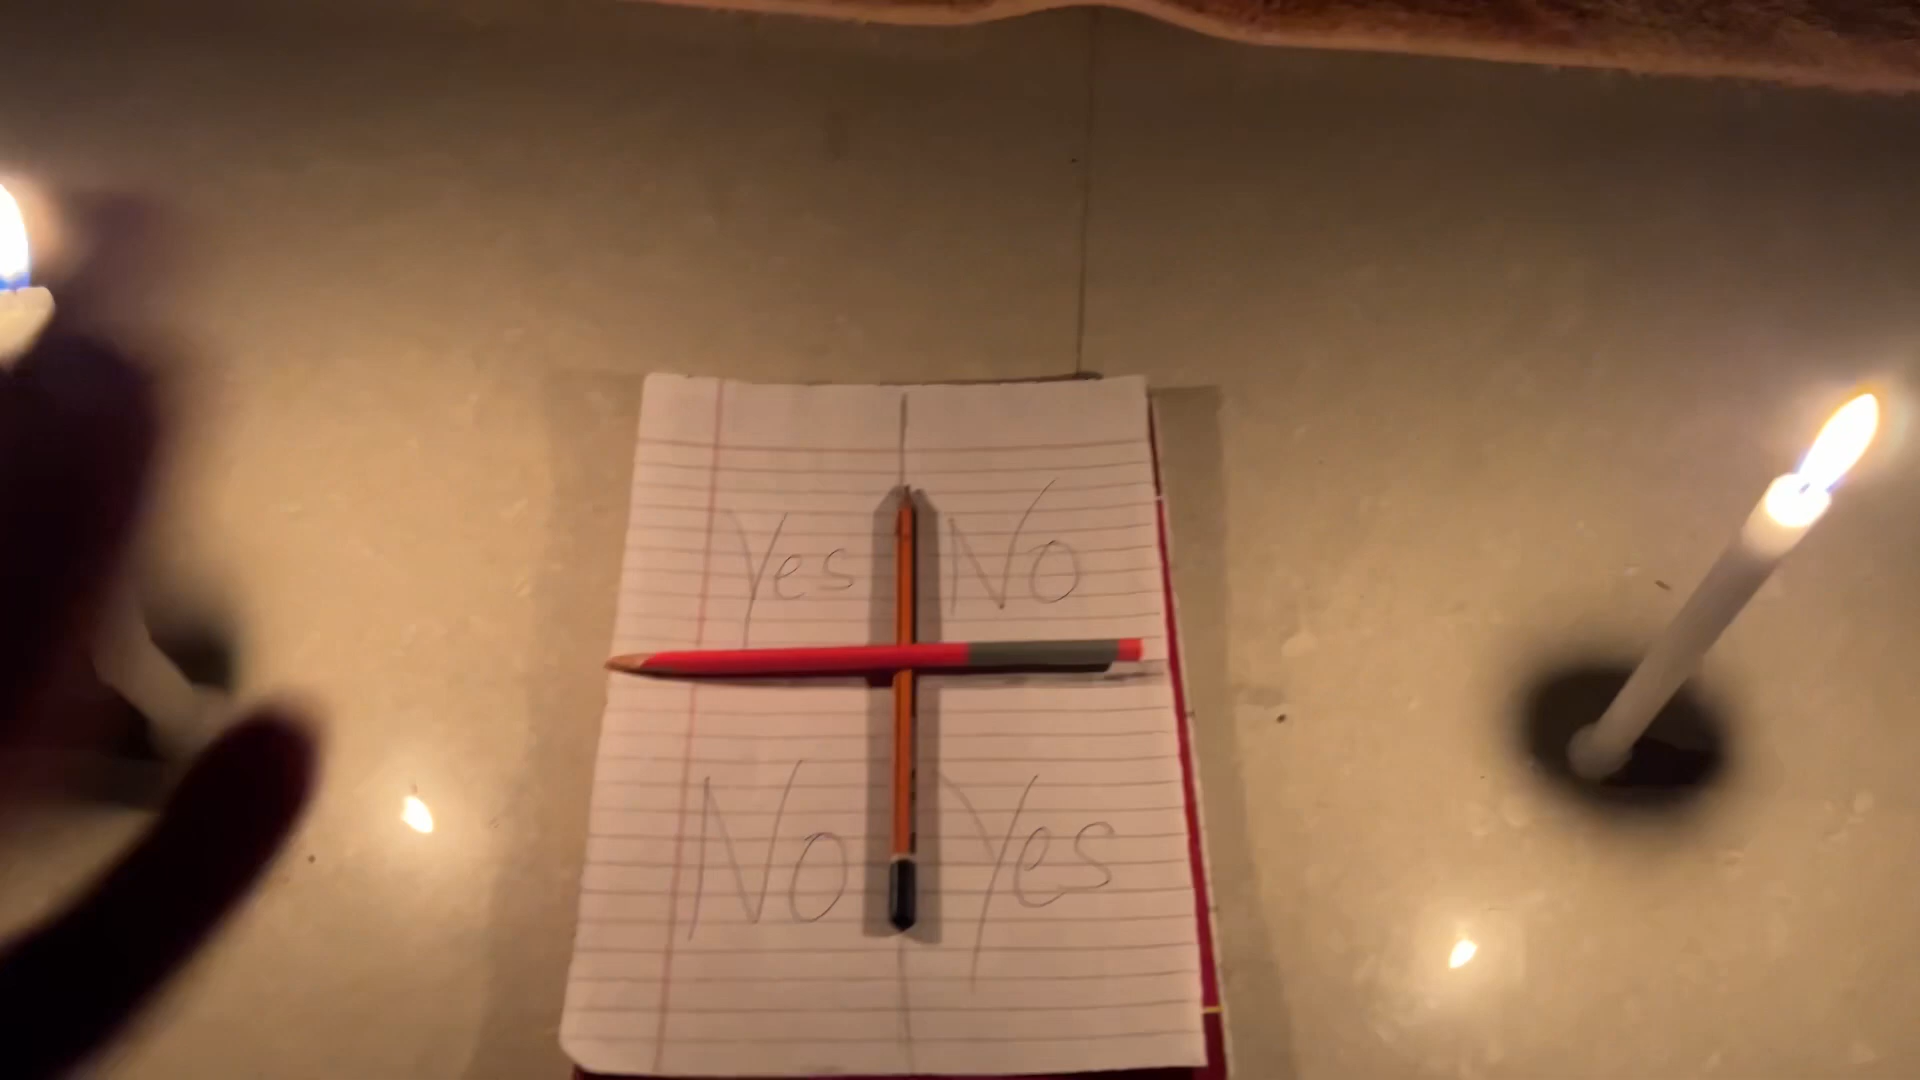 Yes No
No Yes